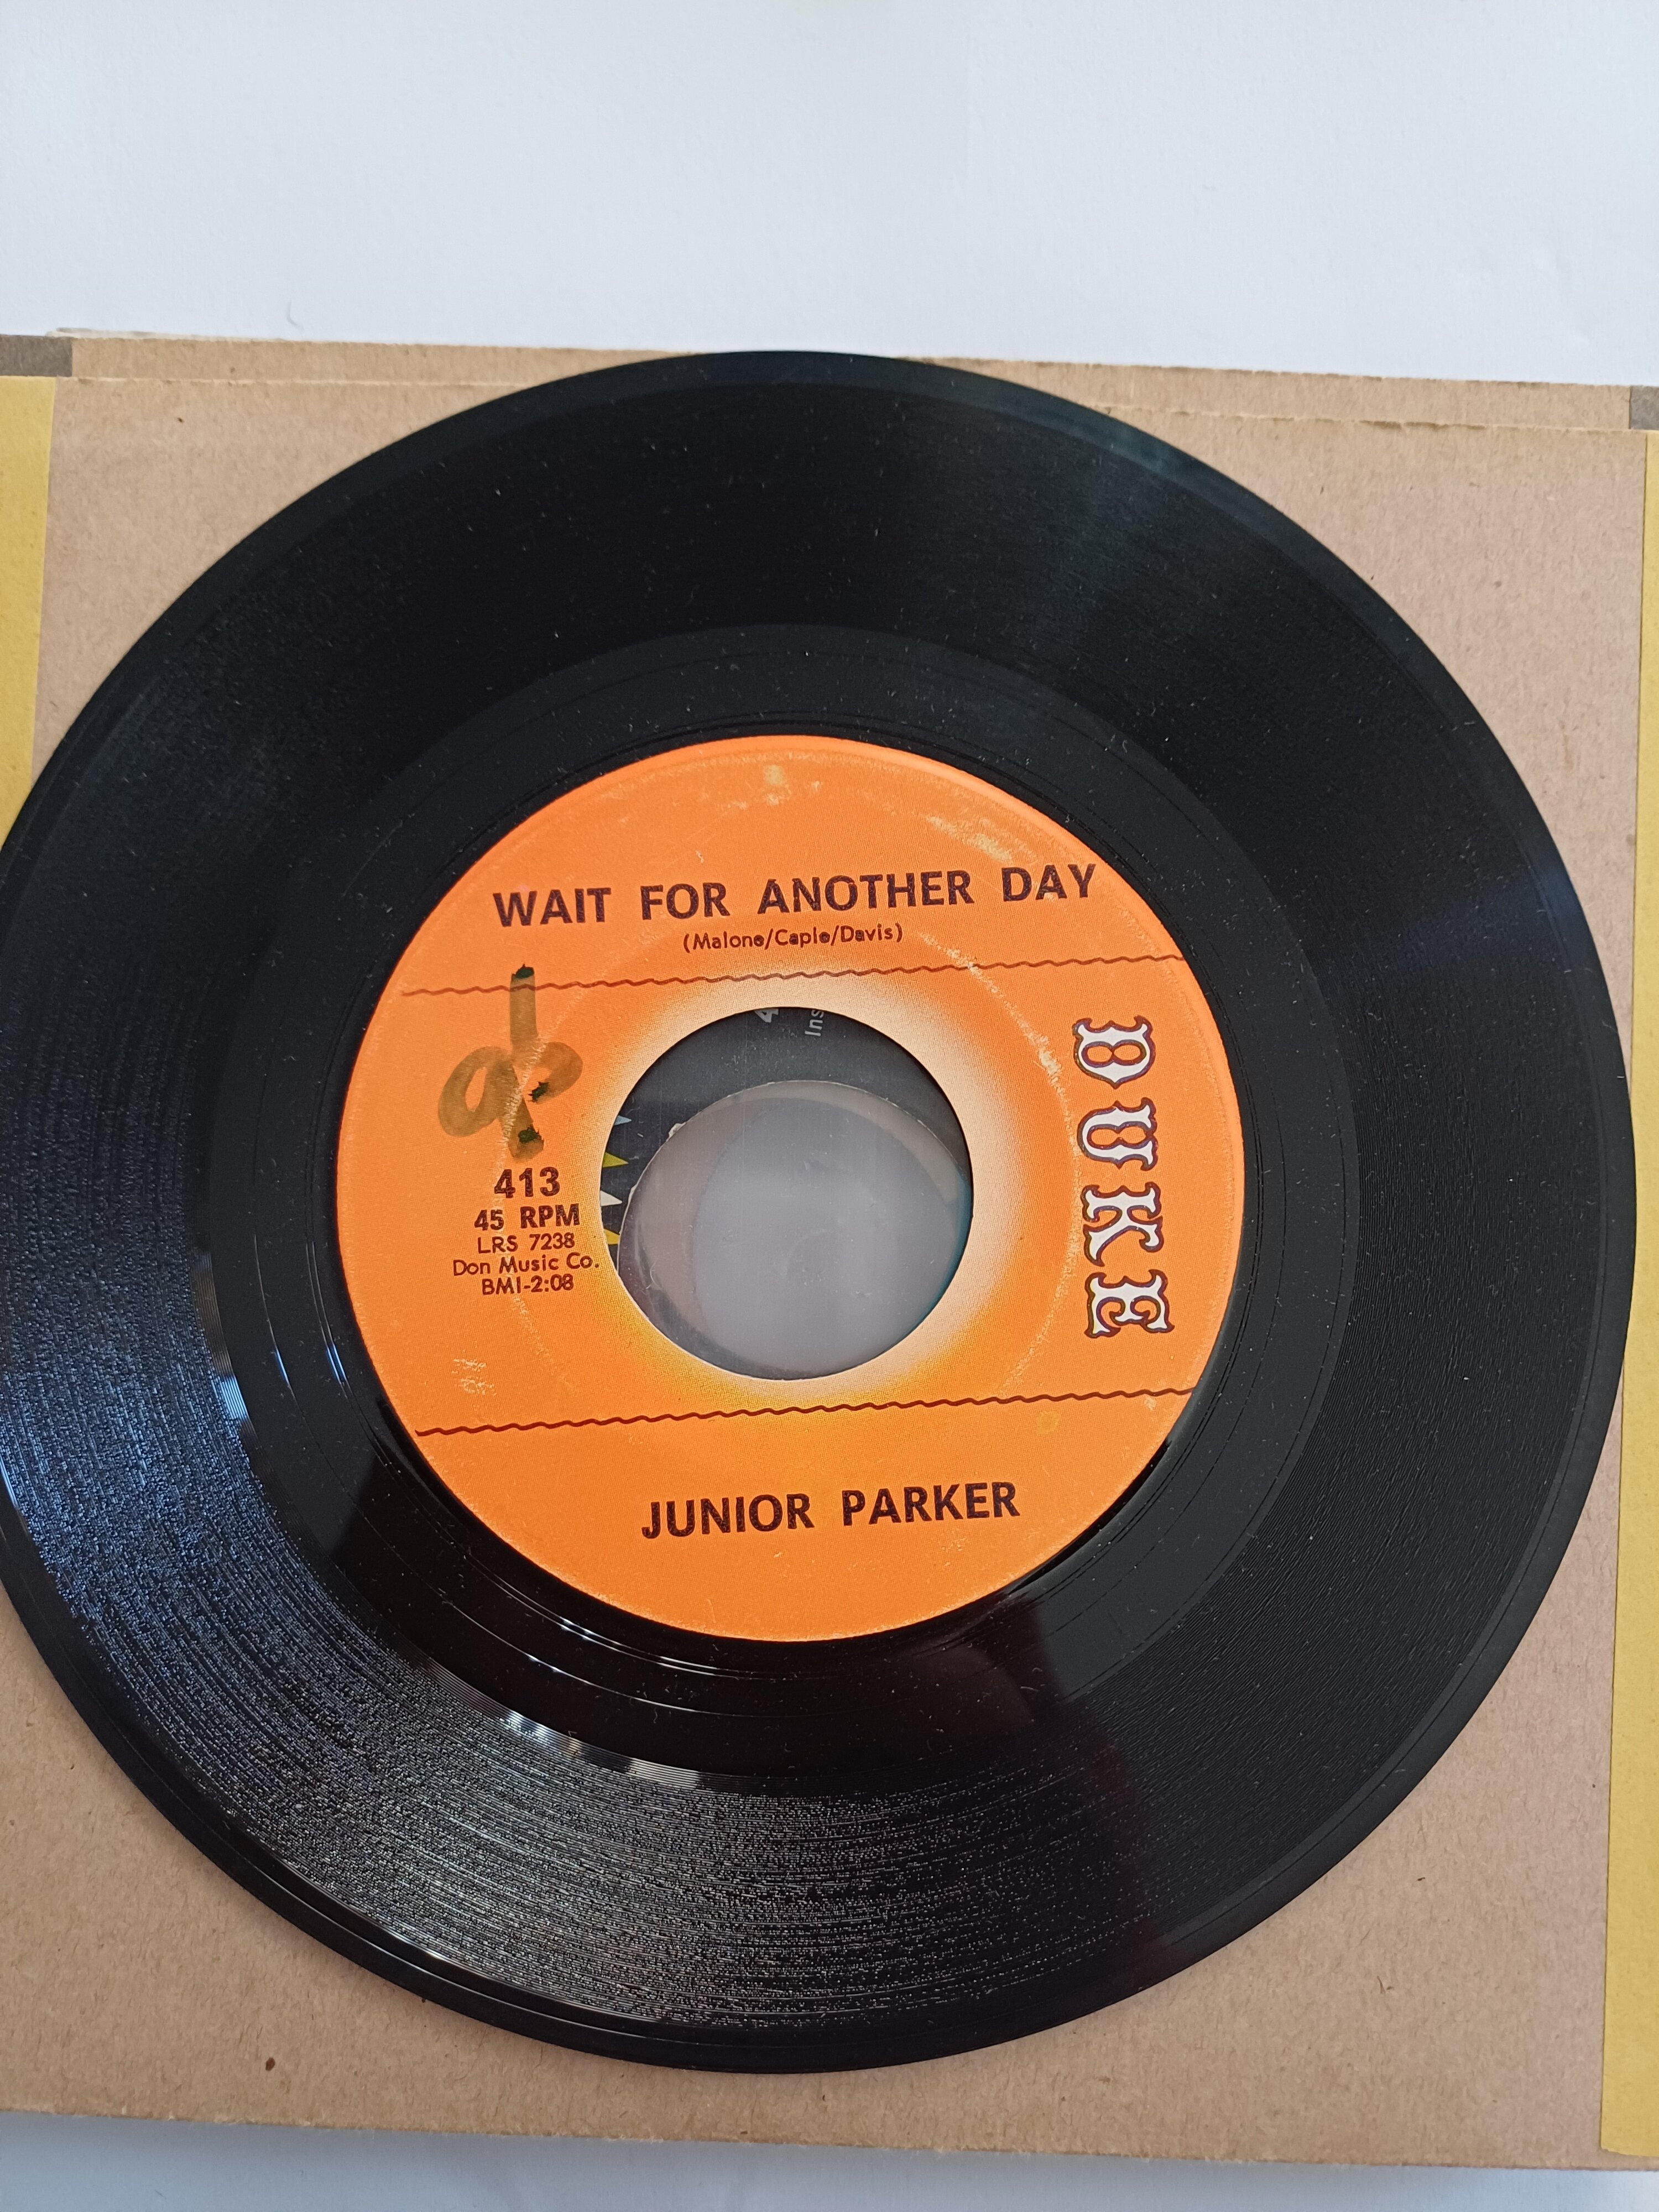 WAIT FOR ANOTHER DAY
(Malone/Caple/Davis)
413
45 RPM
LRS 7238
Don Music Co.
BMI-2:08
DUKE
JUNIOR PARKER